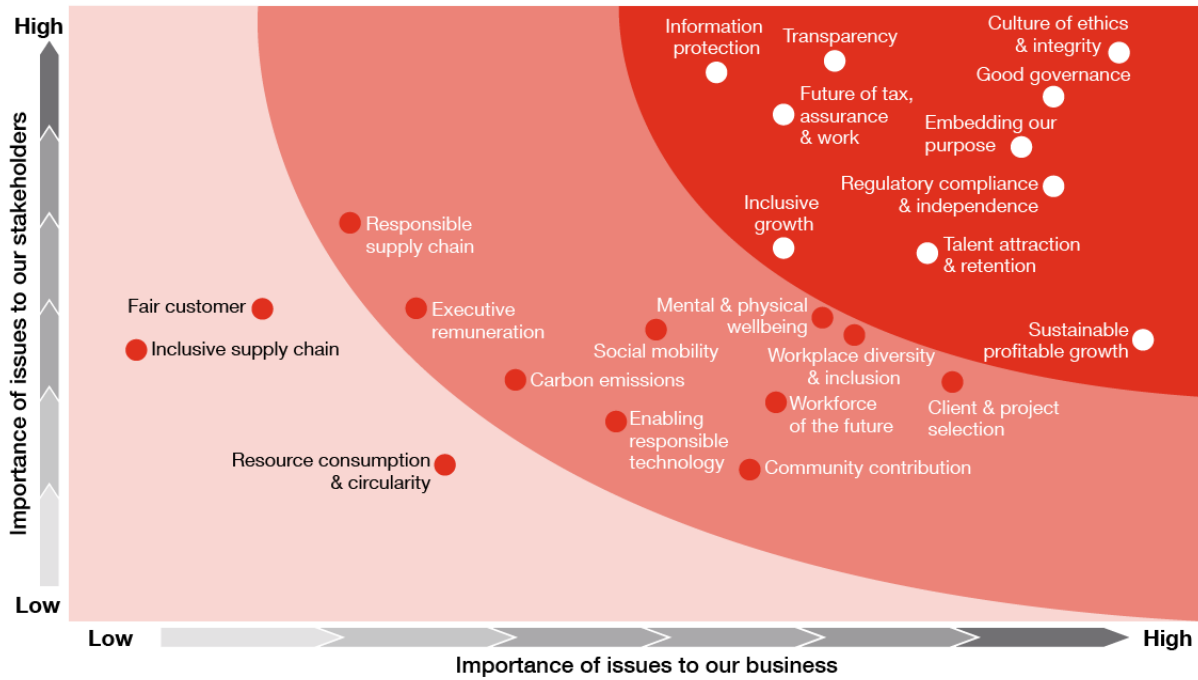 High
Importance of issues to our stakeholders
Low
Information
protection
Transparency
Culture of ethics
& integrity
Good governance
Future of tax,
assurance
& work
Embedding our
purpose
Regulatory compliance
& independence
Inclusive
growth
Talent attraction
& retention
Responsible
supply chain
Fair customer
Executive
remuneration
Inclusive supply chain
Mental & physical
wellbeing
Social mobility
Workplace diversity
& inclusion
Sustainable
profitable growth
Carbon emissions
Client & project
selection
Workforce
of the future
Enabling
responsible
technology
Resource consumption
& circularity
Community contribution
Low
High
Importance of issues to our business